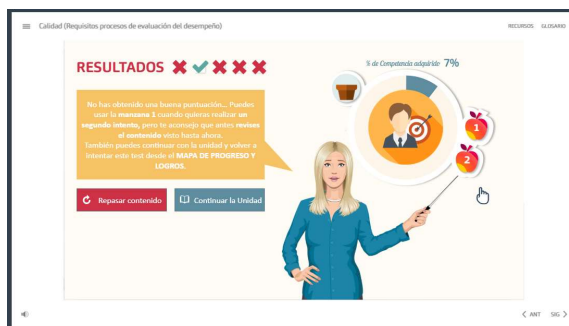 Calidad (Requisitos procesos de evaluación del desempeño)
RECURSOS GLOSARIO
RESULTADOS
% de Competencia adquirido 7%
No has obtenido una buena puntuación... Puedes
usar la manzana 1 cuando quieras realizar un
segundo intento, pero te aconsejo que antes revises
el contenido visto hasta ahora.
También puedes continuar con la unidad y volver a
intentar este test desde el MAPA DE PROGRESO Y
LOGROS.
1
2
Repasar contenido
Continuar la Unidad
ANT SIG